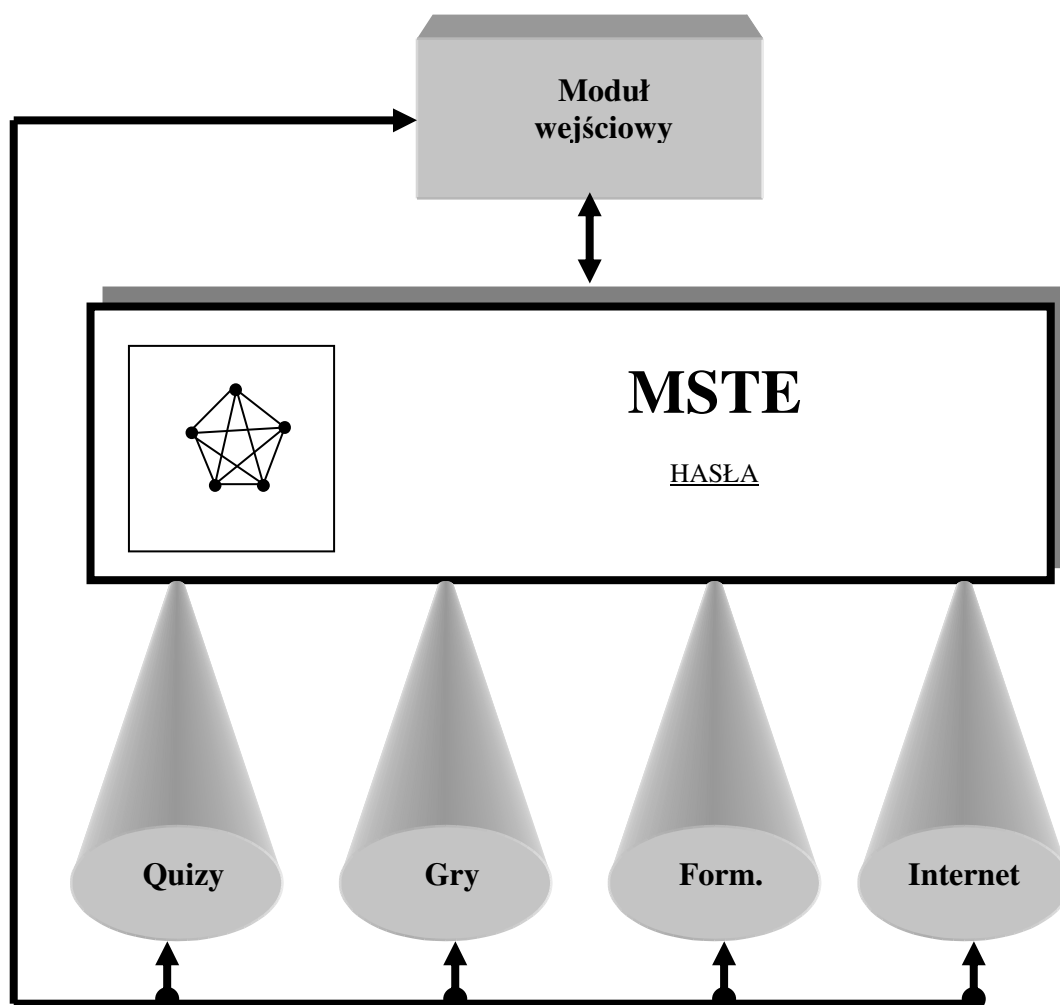 Moduł
wejściowy
MSTE
HASŁA
Quizy
Gry
Form.
Internet